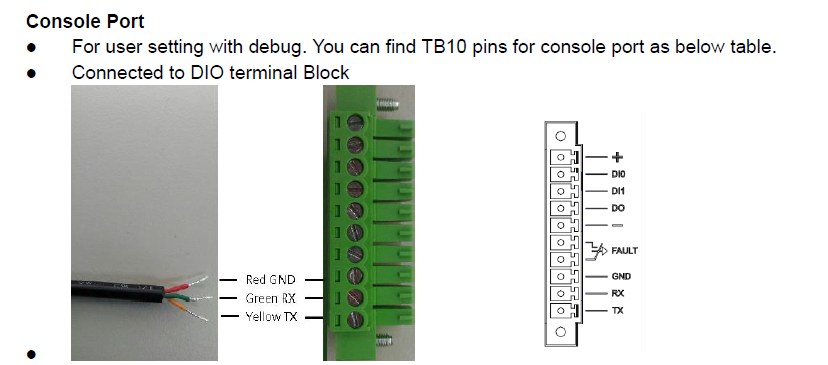 Console Port
● For user setting with debug. You can find TB10 pins for console port as below table.
● Connected to DIO terminal Block
Red GND
Green RX
Yellow TX
+
DI0
DI1
DO
—
FAULT
GND
RX
TX
●